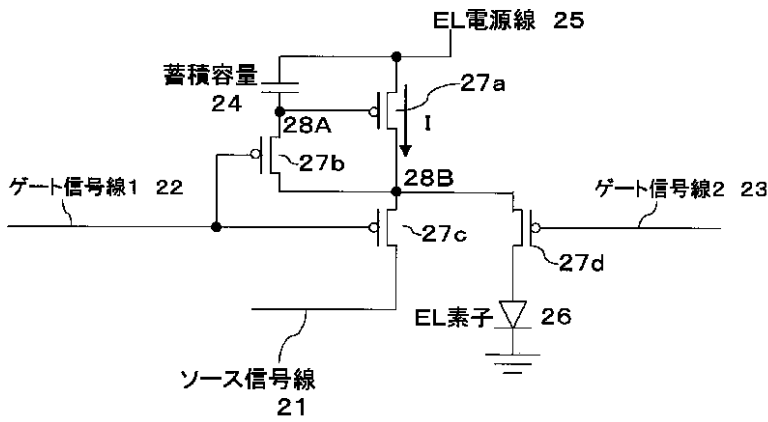 EL電源線 25
蓄積容量
24
27a
I
28A
27b
28B
ゲート信号線1 22
ゲート信号線2 23
27c
27d
EL素子 26
ソース信号線
21